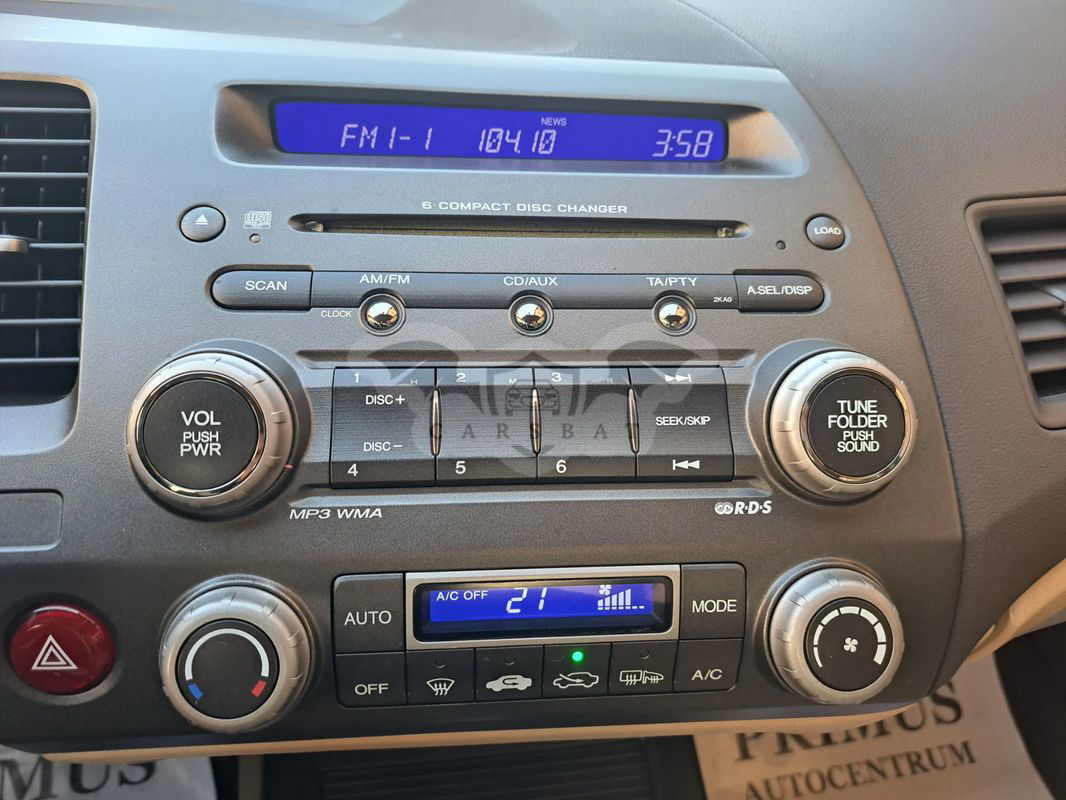 NEWS
FM1-1 104.10 3:58
6-COMPACT DISC CHANGER
LOAD
SCAN AM/FM CD/AUX TA/PTY A.SEL/DISP
CLOCK 2KA0
1 H 2 M 3 R
DISC +
VOL
PUSH
PWR
SEEK/SKIP
TUNE
FOLDER
PUSH
SOUND
CARSBAT
DISC -
4 5 6
MP3 WMA R·D·S
A/C OFF 21
AUTO MODE
OFF A/C
PRIMUS
AUTOCENTRUM